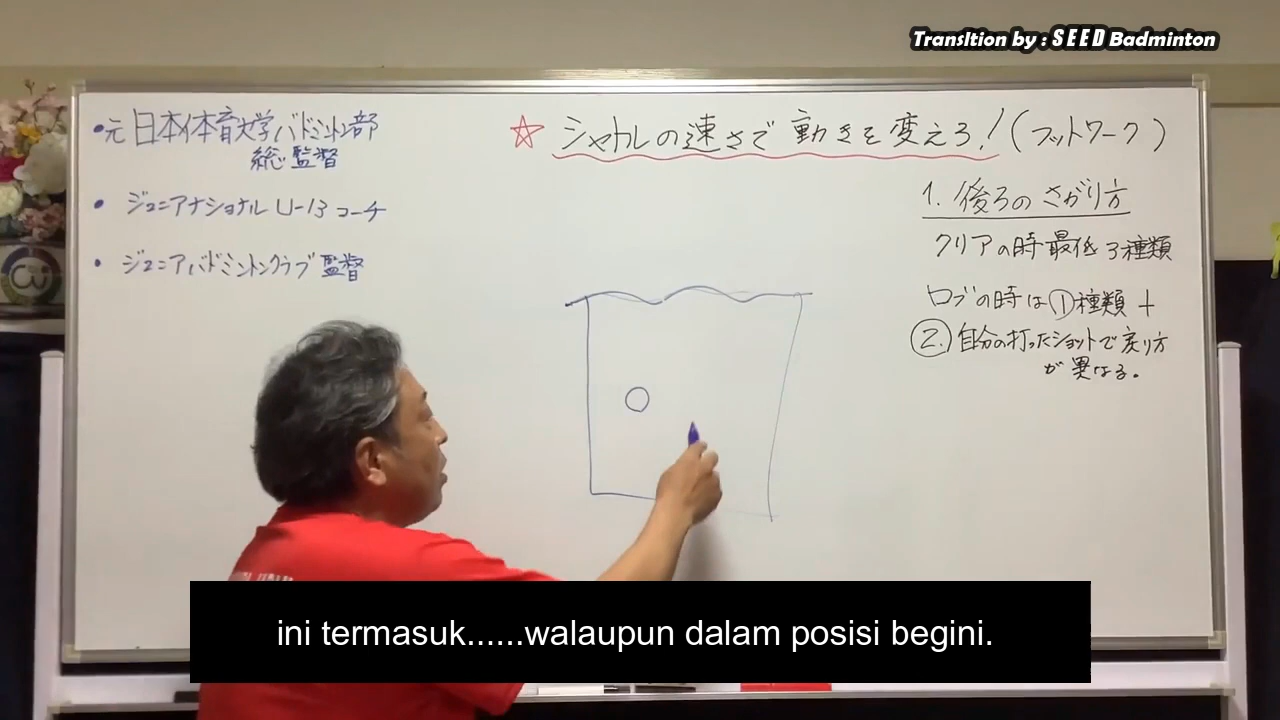 Transltion by : SEED Badminton
•元 日本体育大学バドミントン部
総監督
• ジュニアナショナル U-13 コーチ
• ジュニアバドミントンクラブ 監督
☆ シャトルの速さで 動きを変えろ!(フットワーク)
1. 後ろの さがり方
クリアの時 最低 3種類
ロブの時は①種類 +
②. 自分の打ったショットで戻り方
が 異なる。
ini termasuk......walaupun dalam posisi begini.